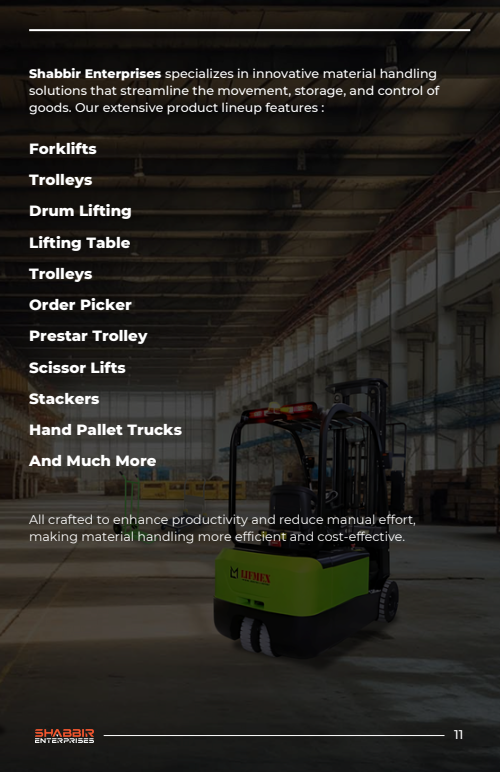 Shabbir Enterprises specializes in innovative material handling
solutions that streamline the movement, storage, and control of
goods. Our extensive product lineup features :
Forklifts
Trolleys
Drum Lifting
Lifting Table
Trolleys
Order Picker
Prestar Trolley
Scissor Lifts
Stackers
Hand Pallet Trucks
And Much More
All crafted to enhance productivity and reduce manual effort,
making material handling more efficient and cost-effective.
LIFMEX
SHABBIR
ENTERPRISES
11